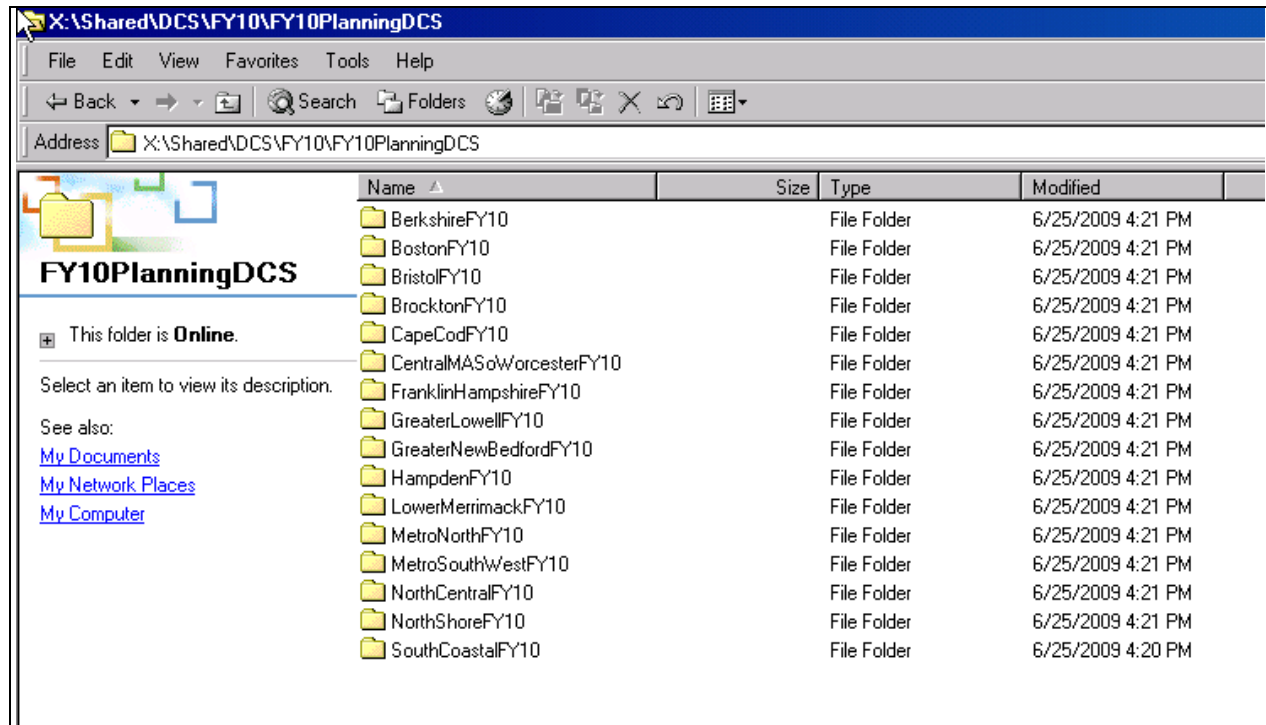 X:\Shared\DCS\FY10\FY10PlanningDCS
File Edit View Favorites Tools Help
Back Search Folders
Address X:\Shared\DCS\FY10\FY10PlanningDCS
FY10PlanningDCS
This folder is Online.
Select an item to view its description.
See also:
My Documents
My Network Places
My Computer
Name Size Type Modified
BerkshireFY10 File Folder 6/25/2009 4:21 PM
BostonFY10 File Folder 6/25/2009 4:21 PM
BristolFY10 File Folder 6/25/2009 4:21 PM
BrocktonFY10 File Folder 6/25/2009 4:21 PM
CapeCodFY10 File Folder 6/25/2009 4:21 PM
CentralMASoWorcesterFY10 File Folder 6/25/2009 4:21 PM
FranklinHampshireFY10 File Folder 6/25/2009 4:21 PM
GreaterLowellFY10 File Folder 6/25/2009 4:21 PM
GreaterNewBedfordFY10 File Folder 6/25/2009 4:21 PM
HampdenFY10 File Folder 6/25/2009 4:21 PM
LowerMerrimackFY10 File Folder 6/25/2009 4:21 PM
MetroNorthFY10 File Folder 6/25/2009 4:21 PM
MetroSouthWestFY10 File Folder 6/25/2009 4:21 PM
NorthCentralFY10 File Folder 6/25/2009 4:21 PM
NorthShoreFY10 File Folder 6/25/2009 4:21 PM
SouthCoastalFY10 File Folder 6/25/2009 4:20 PM